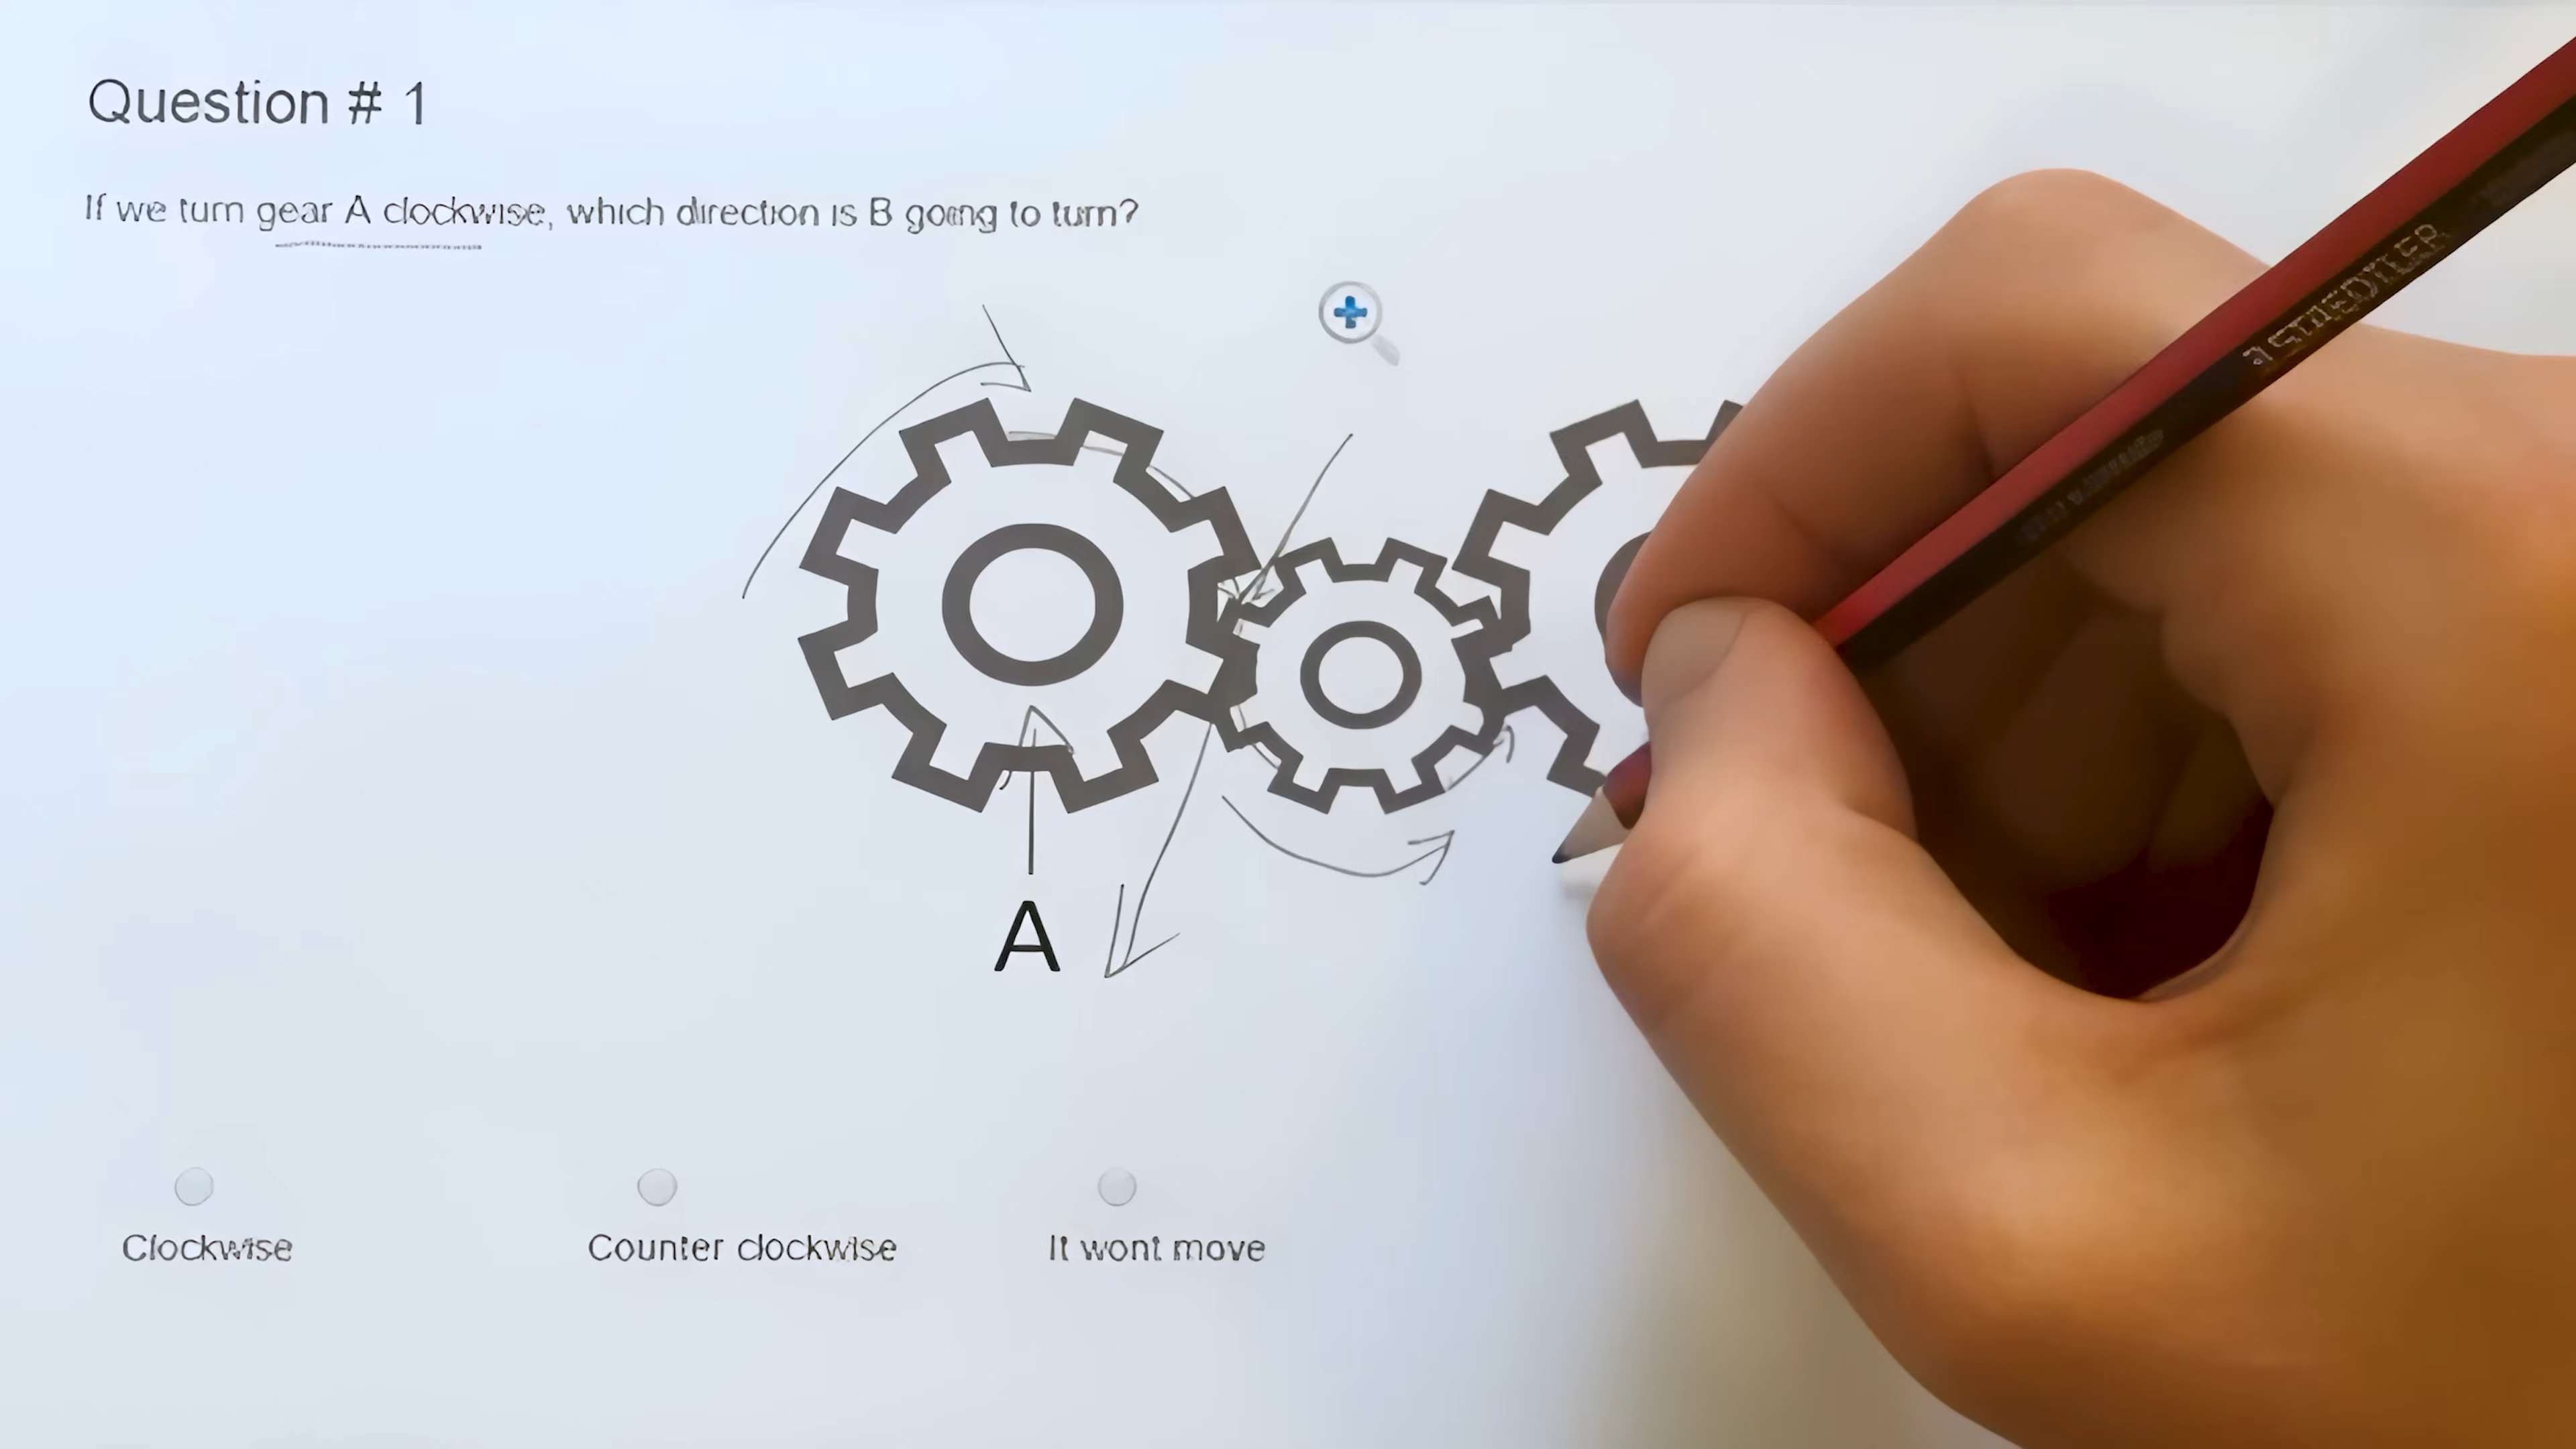 Question # 1
If we turn gear A clockwise, which direction is B going to turn?
A
Clockwise
Counter clockwise
It wont move